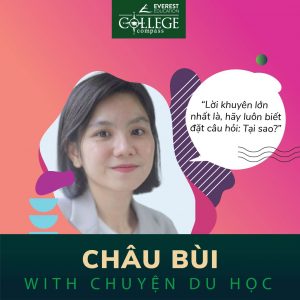 EVEREST
EDUCATION
COLLEGE
compass
“Lời khuyên lớn
nhất là, hãy luôn biết
đặt câu hỏi: Tại sao?”
CHÂU BÙI
WITH CHUYỆN DU HỌC